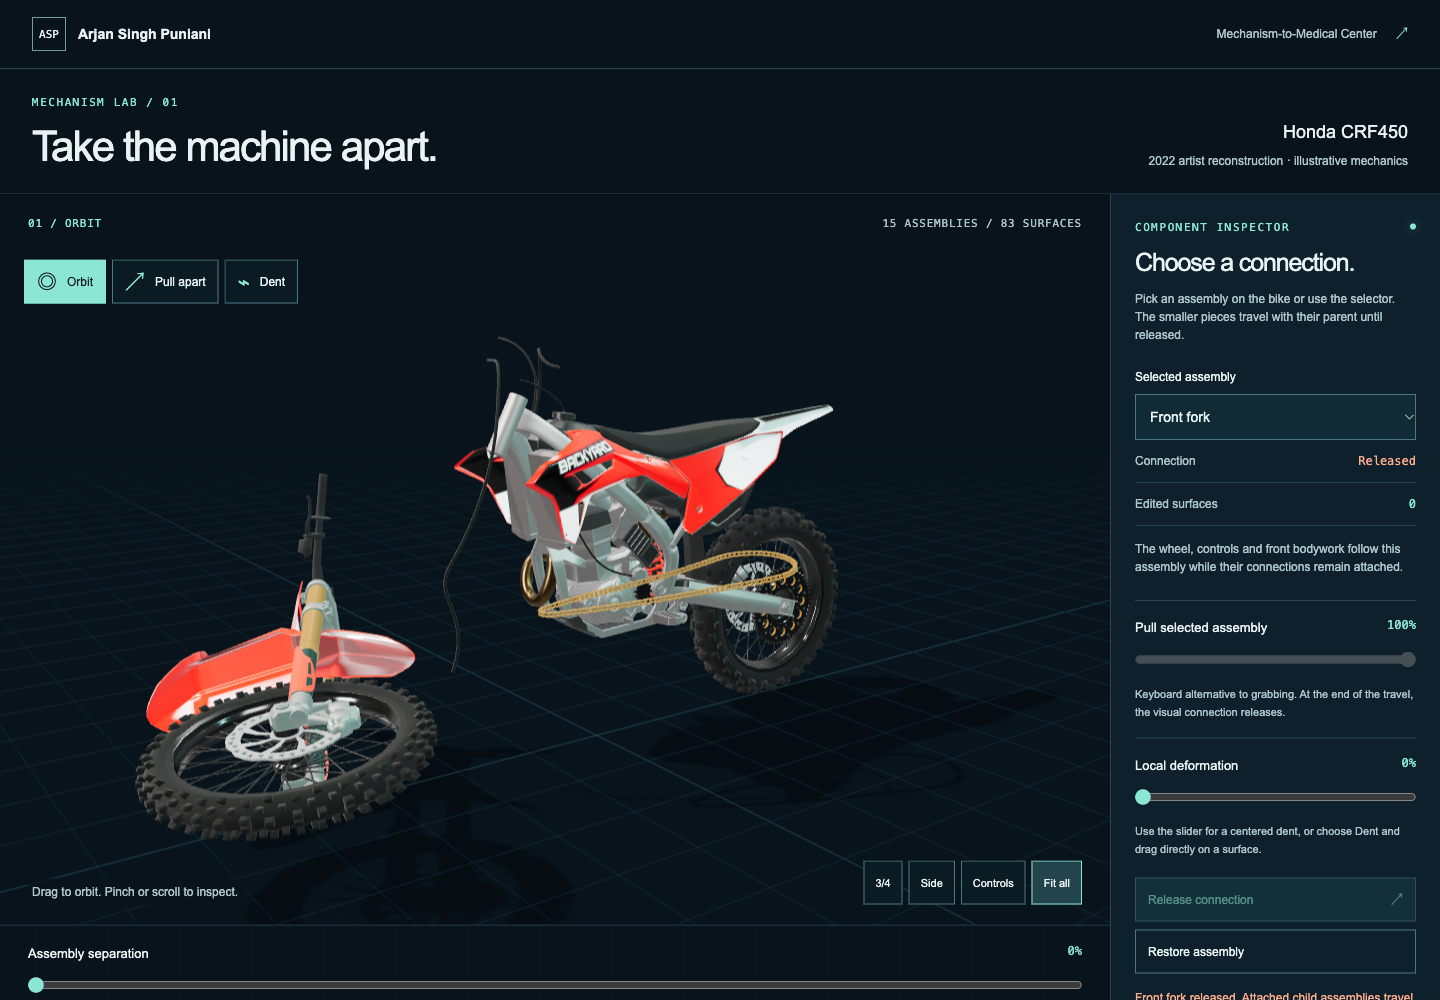 ASP
Arjan Singh Puniani
Mechanism-to-Medical Center
MECHANISM LAB / 01
Take the machine apart.
Honda CRF450
2022 artist reconstruction · illustrative mechanics
01 / ORBIT
15 ASSEMBLIES / 83 SURFACES
Orbit
Pull apart
Dent
BACKYARD
Drag to orbit. Pinch or scroll to inspect.
3/4
Side
Controls
Fit all
Assembly separation
0%
COMPONENT INSPECTOR
Choose a connection.
Pick an assembly on the bike or use the selector.
The smaller pieces travel with their parent until
released.
Selected assembly
Front fork
Connection
Released
Edited surfaces
0
The wheel, controls and front bodywork follow this
assembly while their connections remain attached.
Pull selected assembly
100%
Keyboard alternative to grabbing. At the end of the travel,
the visual connection releases.
Local deformation
0%
Use the slider for a centered dent, or choose Dent and
drag directly on a surface.
Release connection
Restore assembly
Front fork released. Attached child assemblies travel